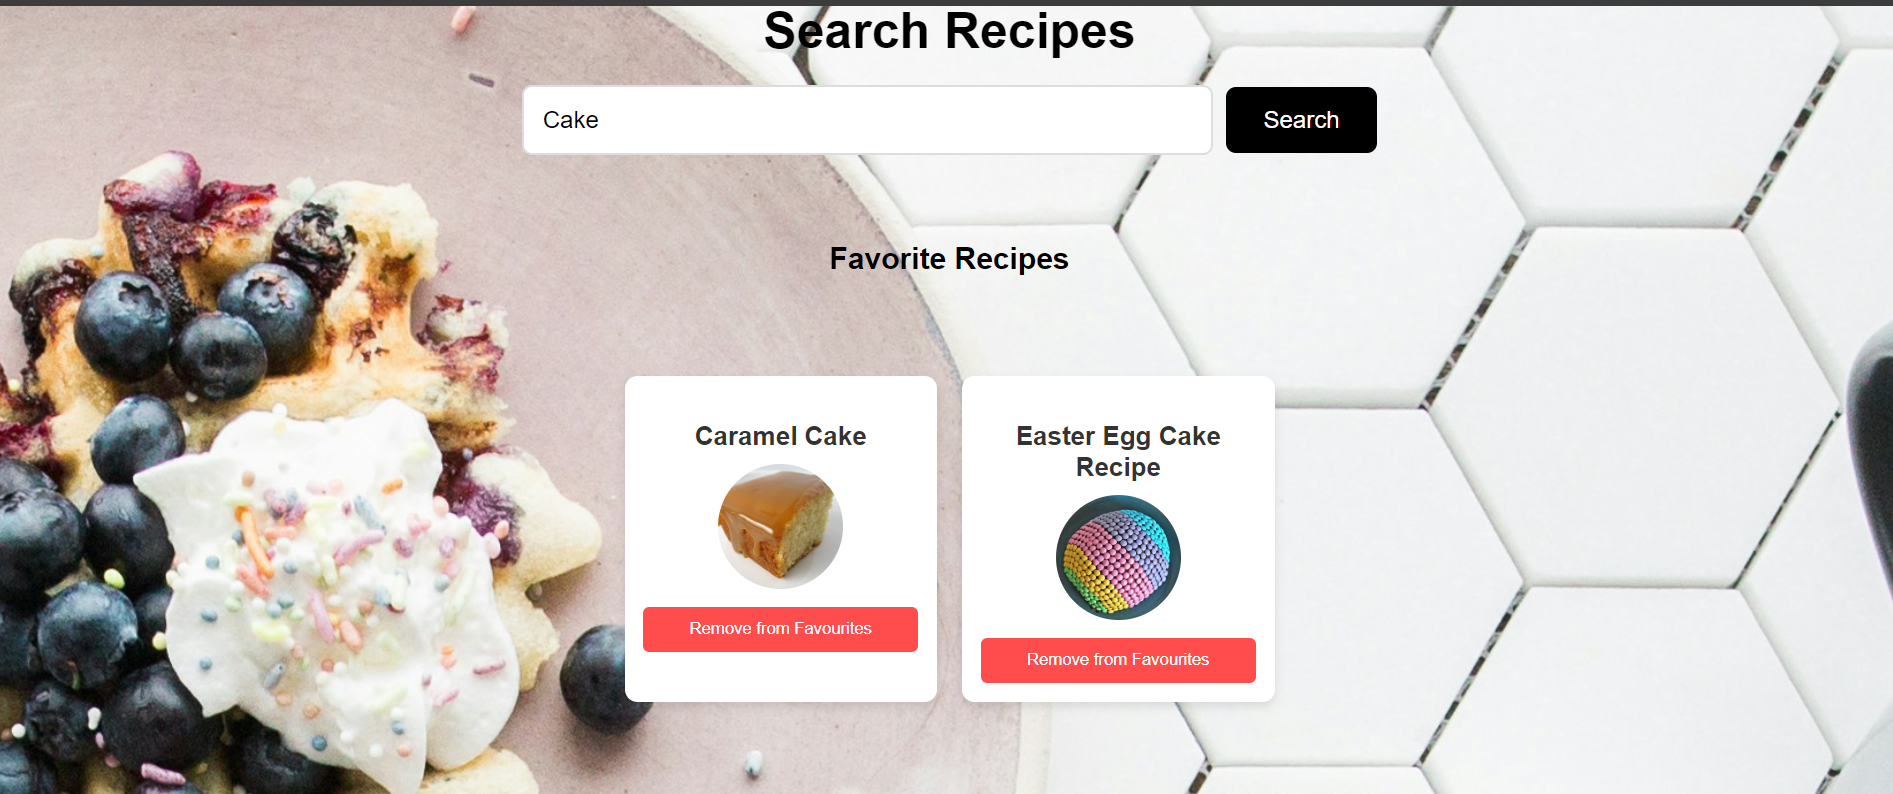 Search Recipes
Cake
Search
Favorite Recipes
Caramel Cake
Remove from Favourites
Easter Egg Cake
Recipe
Remove from Favourites